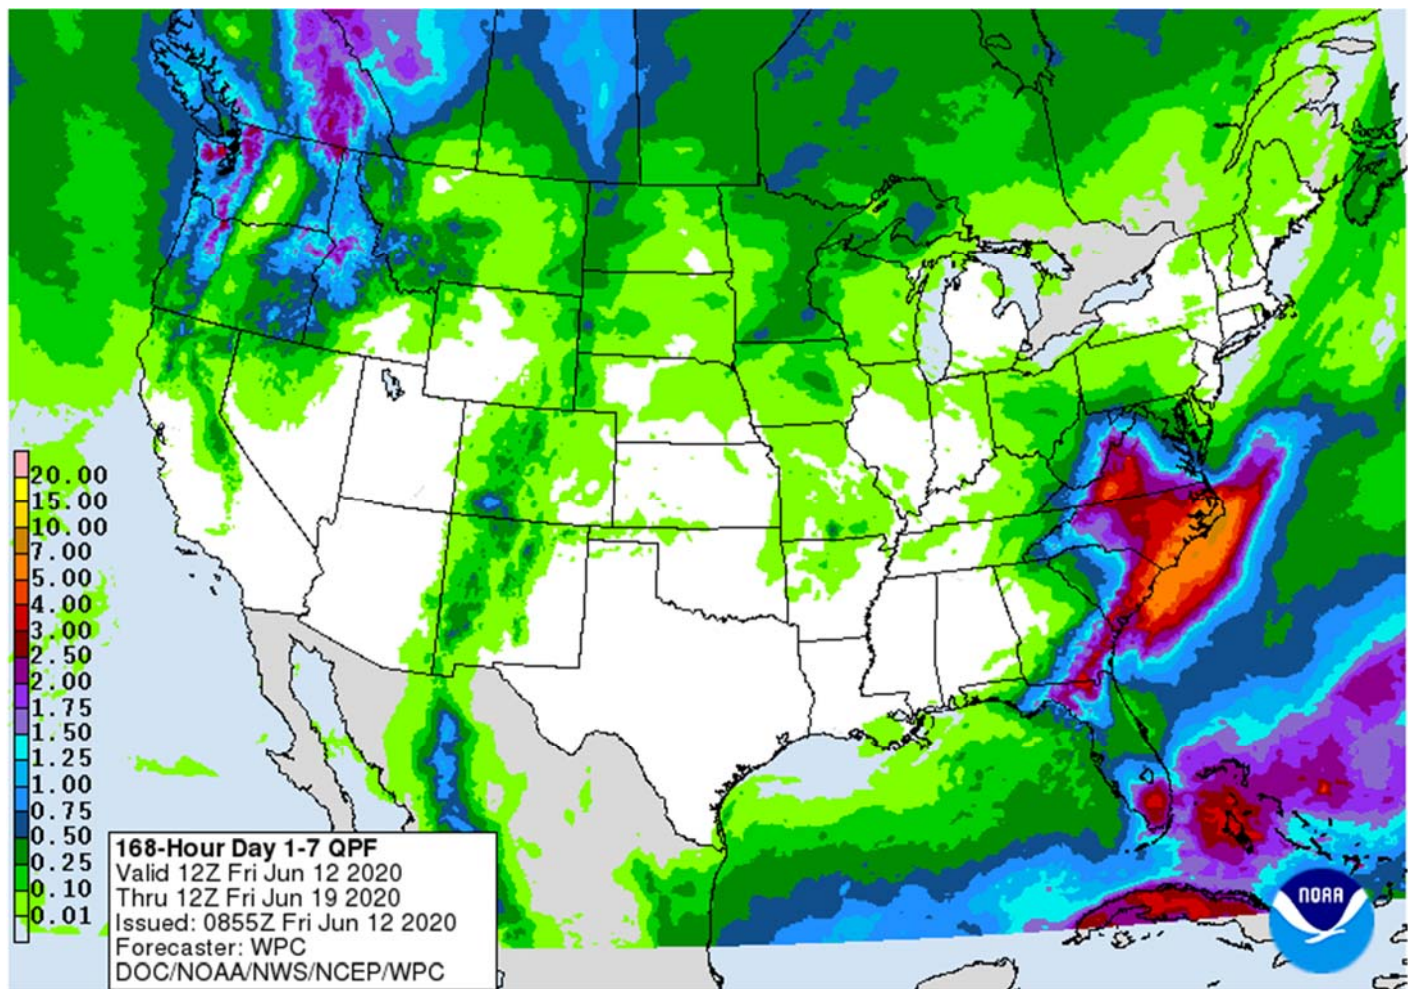 20.00
15.00
10.00
7.00
5.00
4.00
3.00
2.50
2.00
1.75
1.50
1.25
1.00
0.75
0.50
0.25
0.10
0.01
168-Hour Day 1-7 QPF
Valid 12Z Fri Jun 12 2020
Thru 12Z Fri Jun 19 2020
Issued: 0855Z Fri Jun 12 2020
Forecaster: WPC
DOC/NOAA/NWS/NCEP/WPC
NOAA